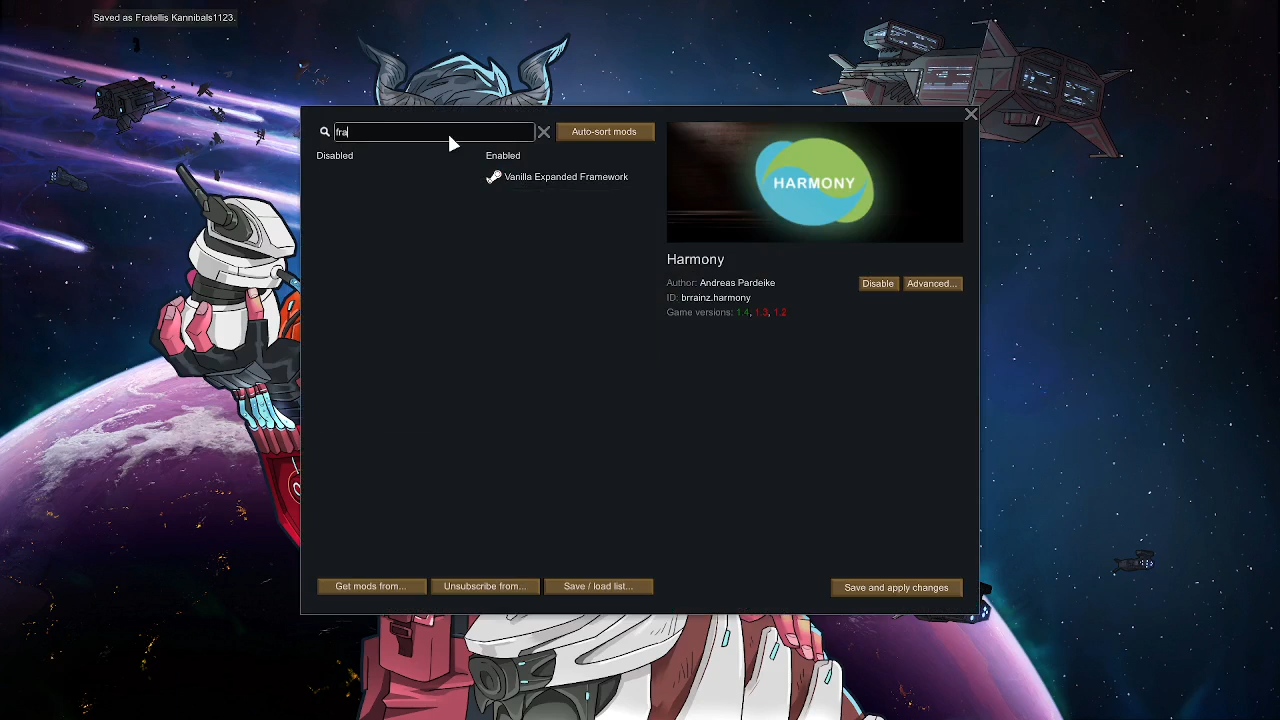 Saved as Fratellis Kannibals1123.
fra
Auto-sort mods
Disabled
Enabled
Vanilla Expanded Framework
HARMONY
Harmony
Author: Andreas Pardeike
ID: brrainz.harmony
Game versions: 1.4, 1.3, 1.2
Disable
Advanced...
Get mods from...
Unsubscribe from...
Save / load list...
Save and apply changes